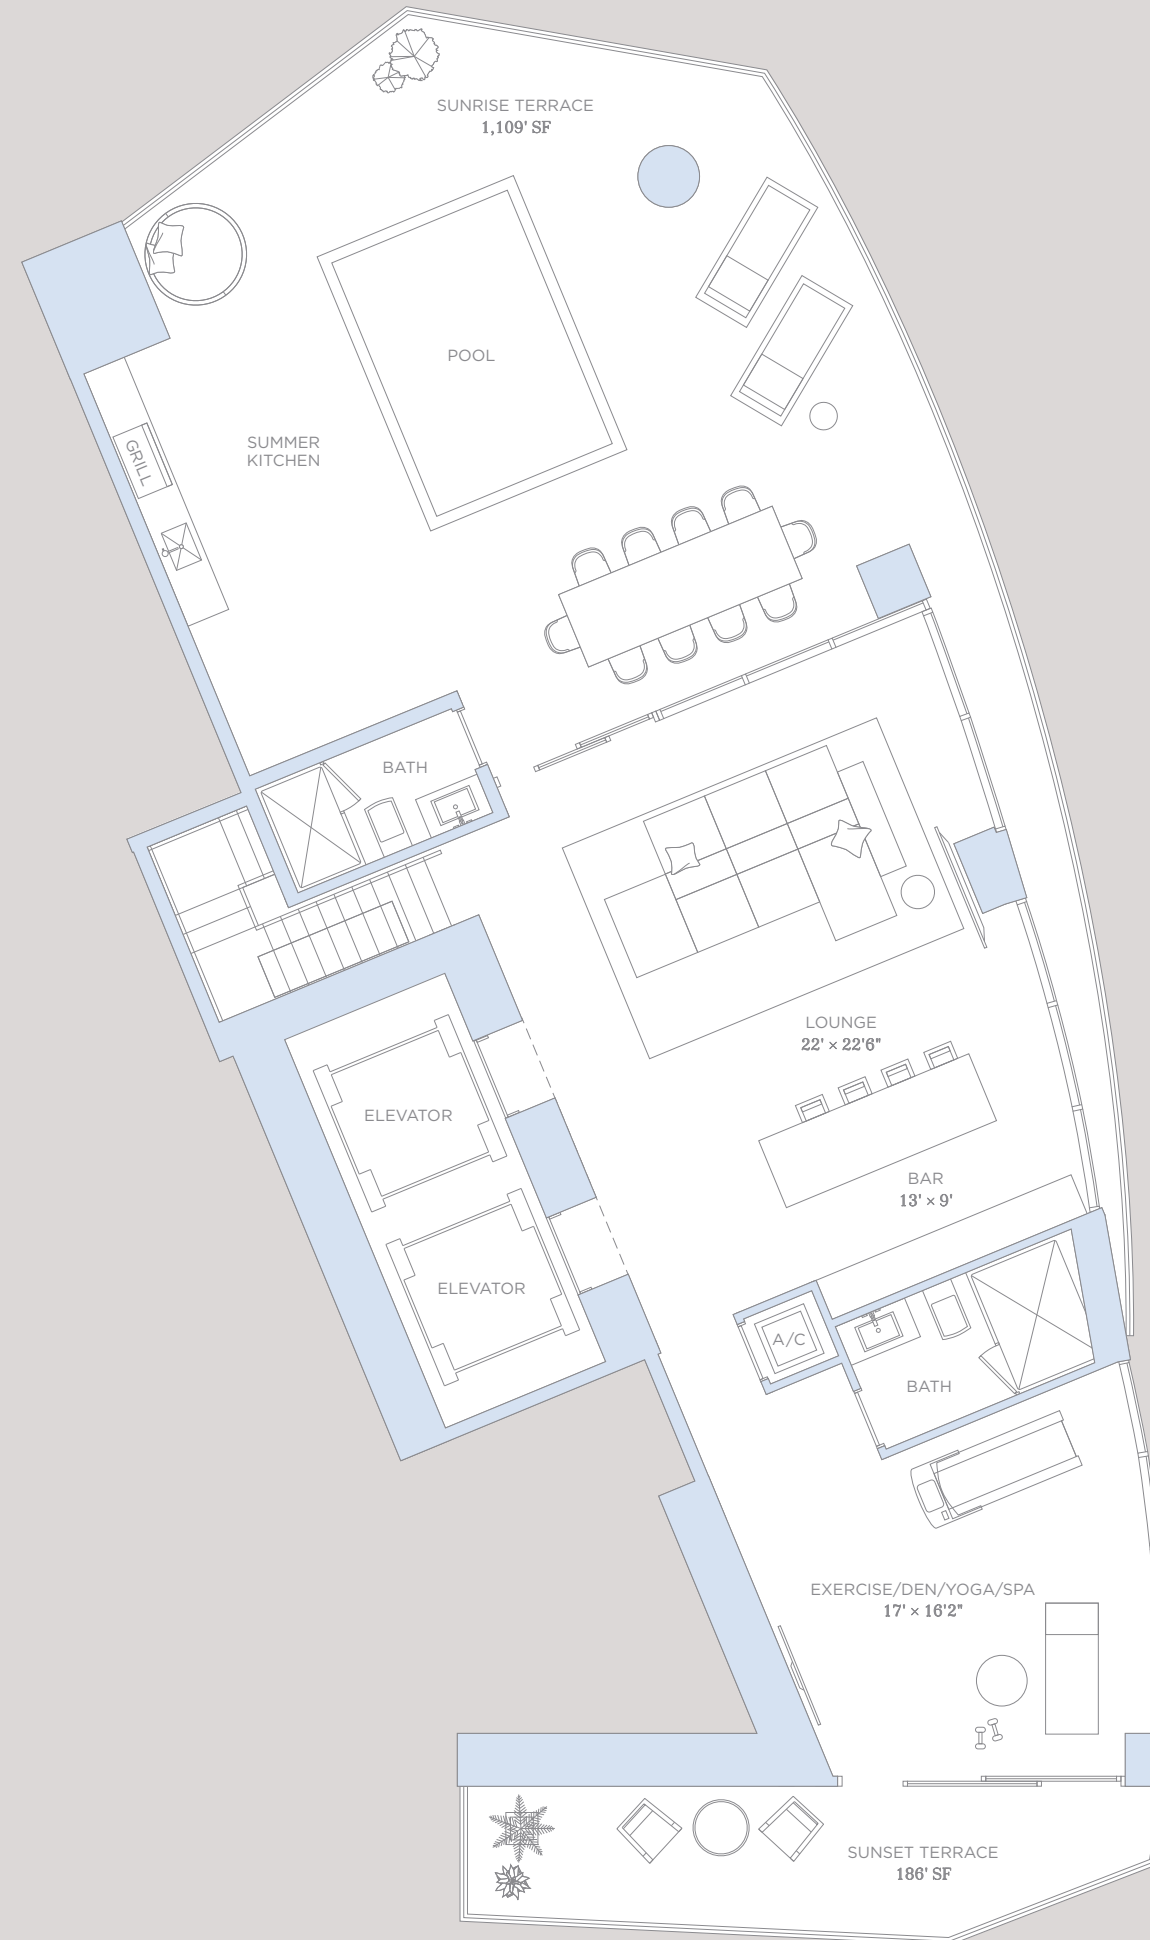 SUNRISE TERRACE
1,109' SF
POOL
SUMMER
KITCHEN
GRILL
BATH
LOUNGE
22' × 22'6"
ELEVATOR
BAR
13' × 9'
ELEVATOR
A/C
BATH
EXERCISE/DEN/YOGA/SPA
17' × 16'2"
SUNSET TERRACE
186' SF